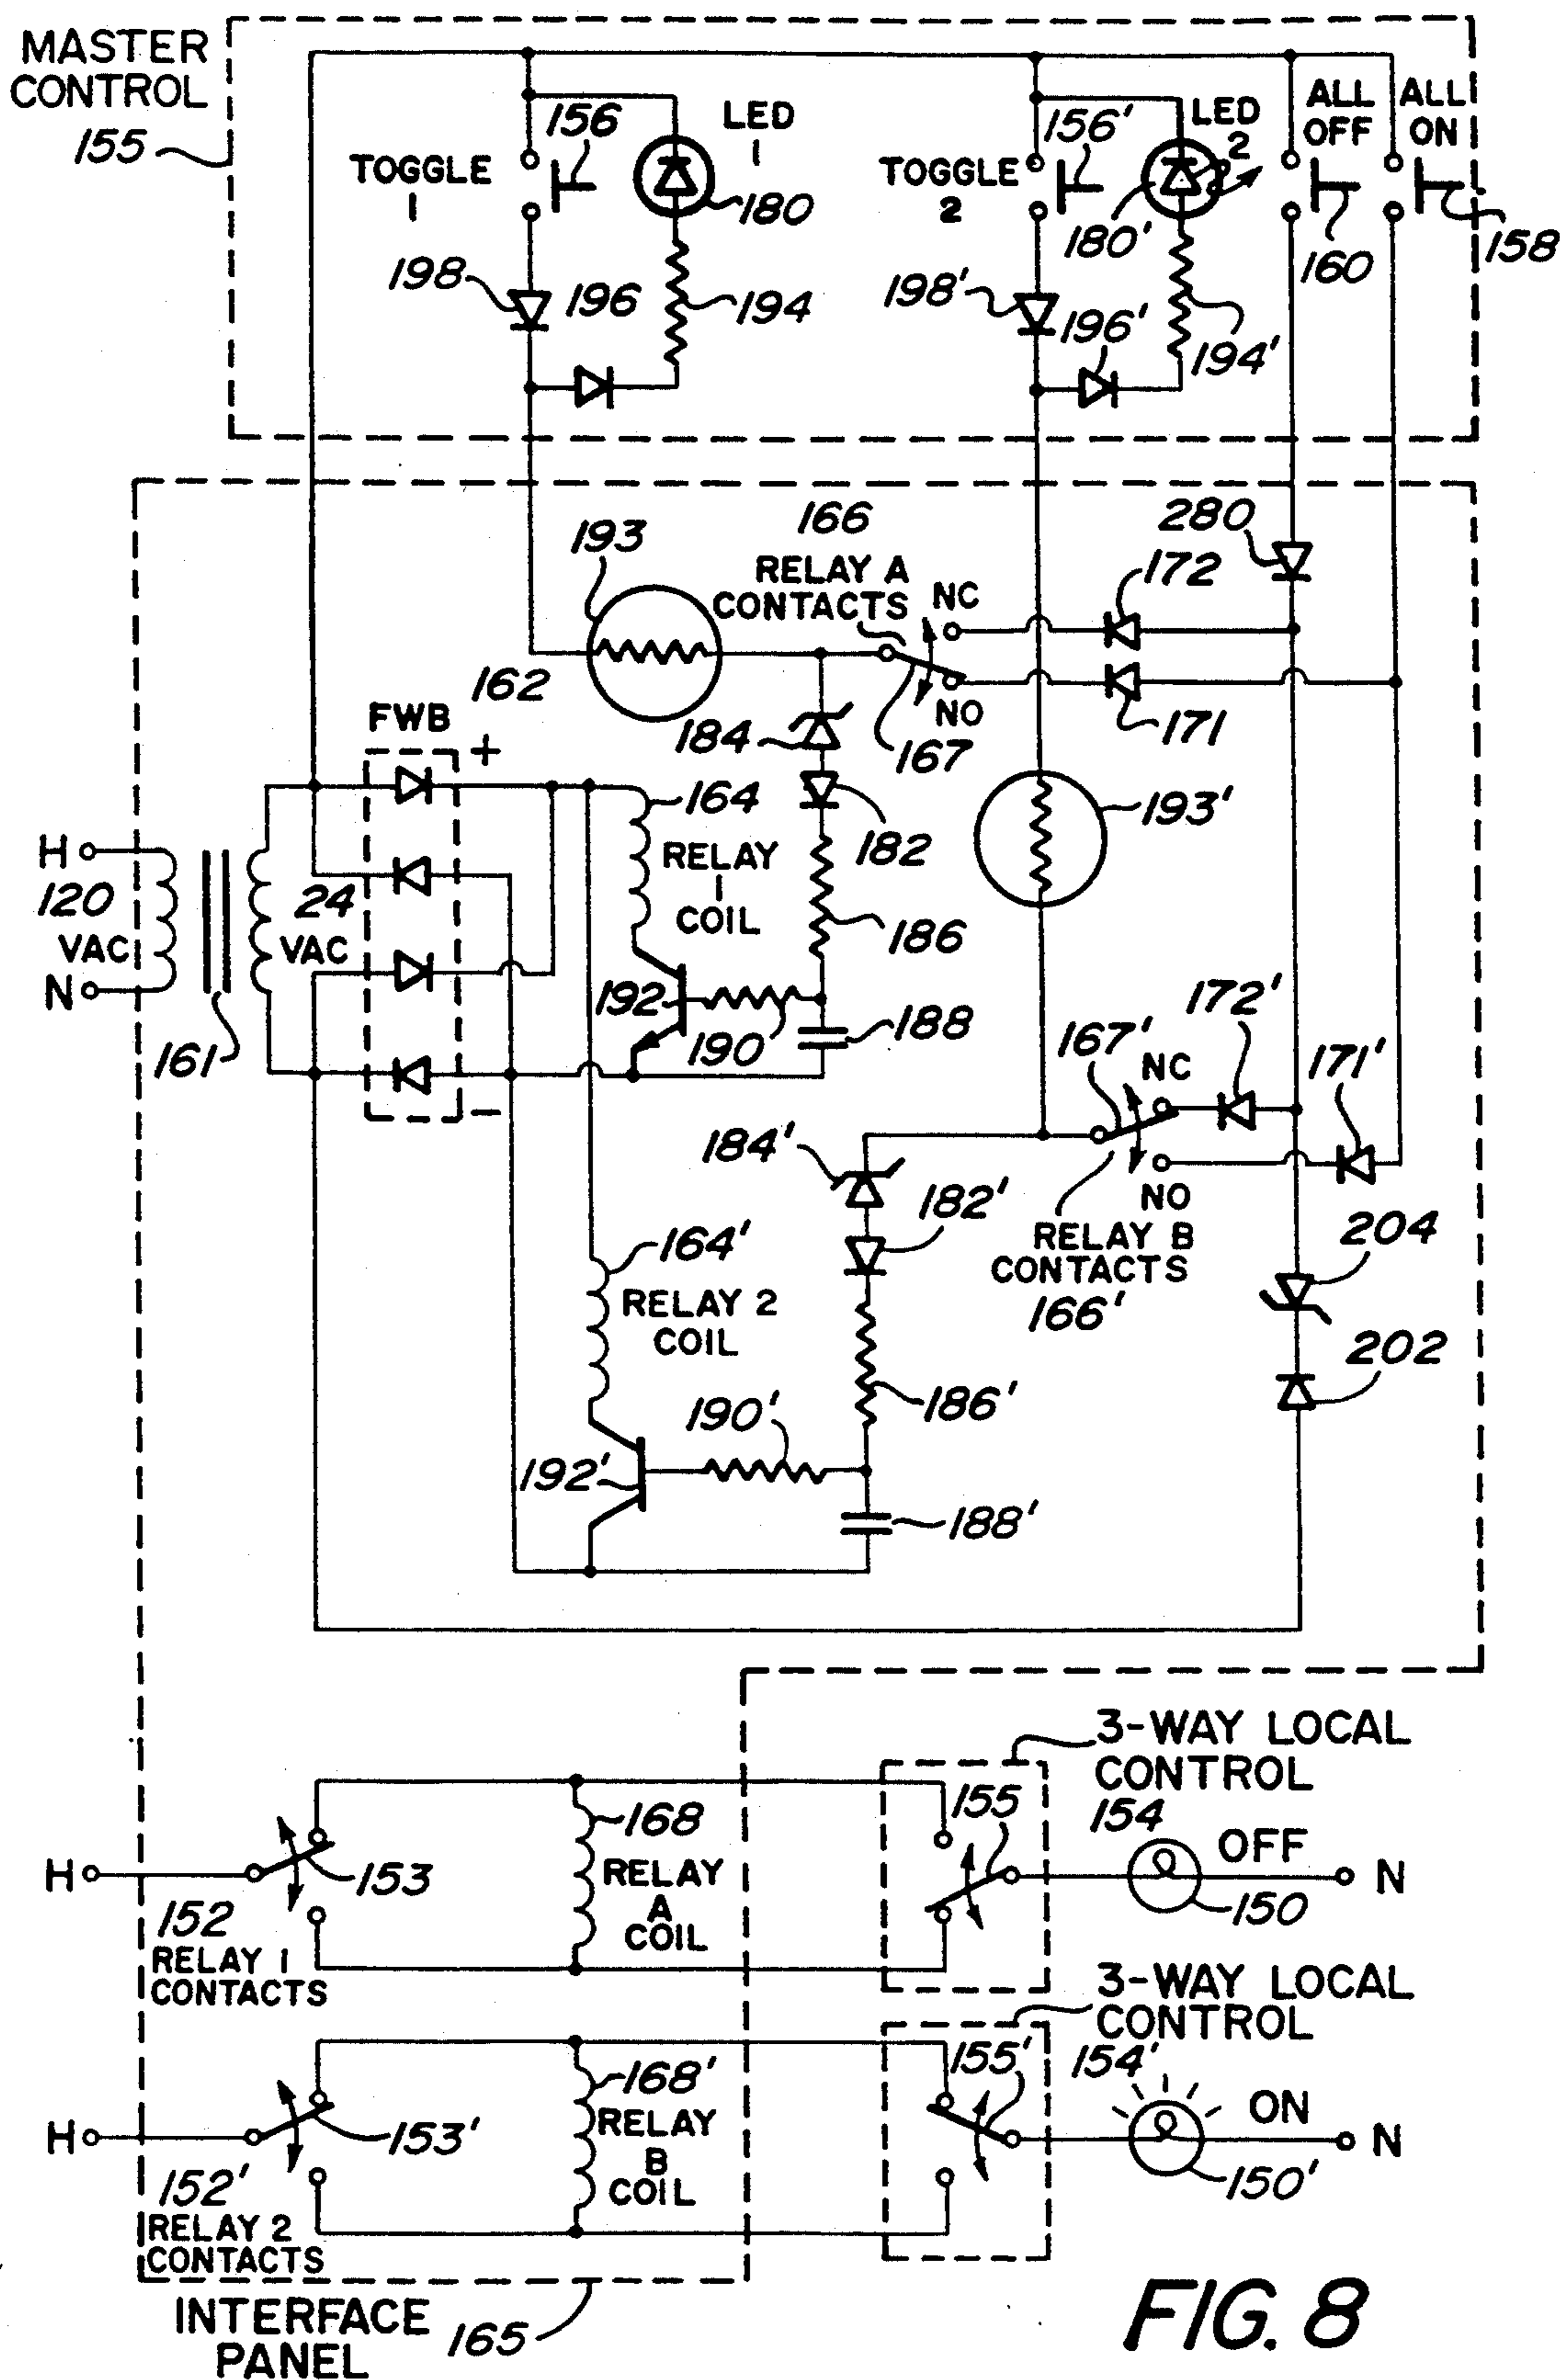 MASTER
CONTROL
155
TOGGLE
1
156
LED
1
180
198
196
194
TOGGLE
2
156'
LED
2
180'
198'
196'
194'
ALL
OFF
ALL
ON
160
158
193
166
RELAY A
CONTACTS
NC
NO
167
280
172
171
162
FWB
+
−
184
182
164
RELAY
1
COIL
186
193'
H
120
VAC
N
24
VAC
161
192
190
188
172'
171'
167'
NC
NO
RELAY B
CONTACTS
166'
184'
182'
204
202
164'
RELAY 2
COIL
186'
190'
192'
188'
3-WAY LOCAL
CONTROL
154
155
OFF
H
153
168
RELAY
A
COIL
150
N
152
RELAY 1
CONTACTS
3-WAY LOCAL
CONTROL
154'
155'
ON
H
153'
168'
RELAY
B
COIL
150'
N
152'
RELAY 2
CONTACTS
INTERFACE
PANEL
165
FIG. 8